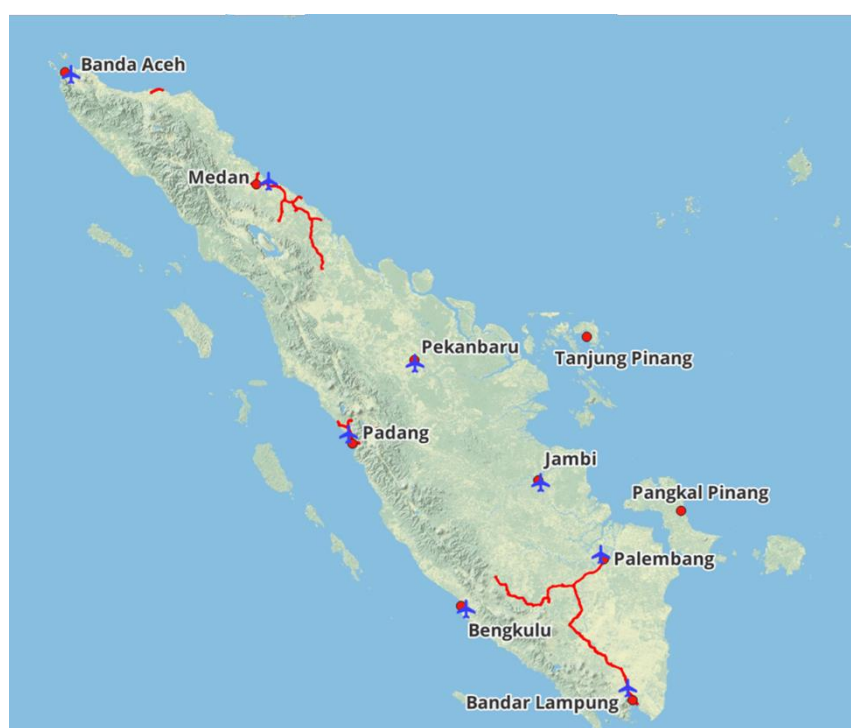 Banda Aceh
Medan
Pekanbaru
Tanjung Pinang
Padang
Jambi
Pangkal Pinang
Palembang
Bengkulu
Bandar Lampung